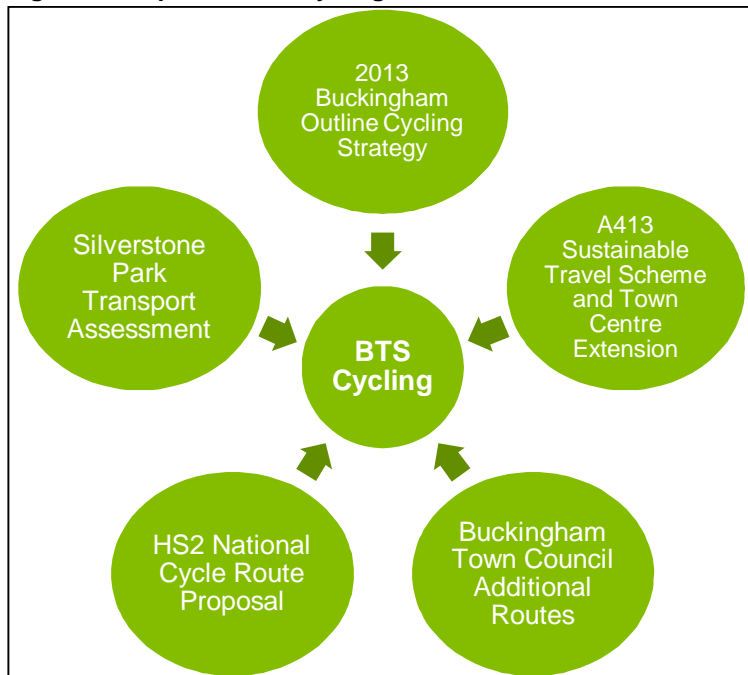 2013
Buckingham
Outline Cycling
Strategy
Silverstone
Park
Transport
Assessment
A413
Sustainable
Travel Scheme
and Town
Centre
Extension
BTS
Cycling
HS2 National
Cycle Route
Proposal
Buckingham
Town Council
Additional
Routes